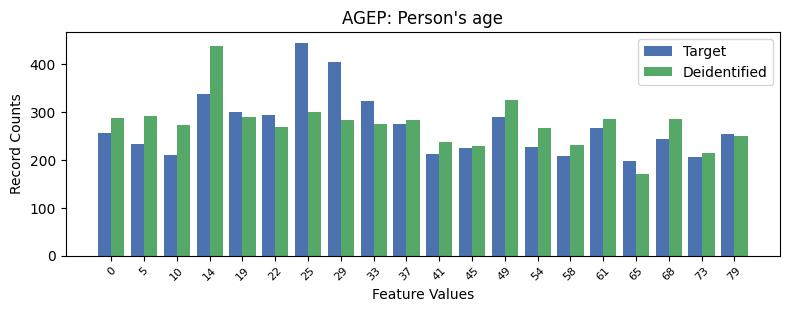 AGEP: Person's age
Target
Deidentified
Record Counts
400
300
200
100
0
0 5 10 14 19 22 25 29 33 37 41 45 49 54 58 61 65 68 73 79
Feature Values